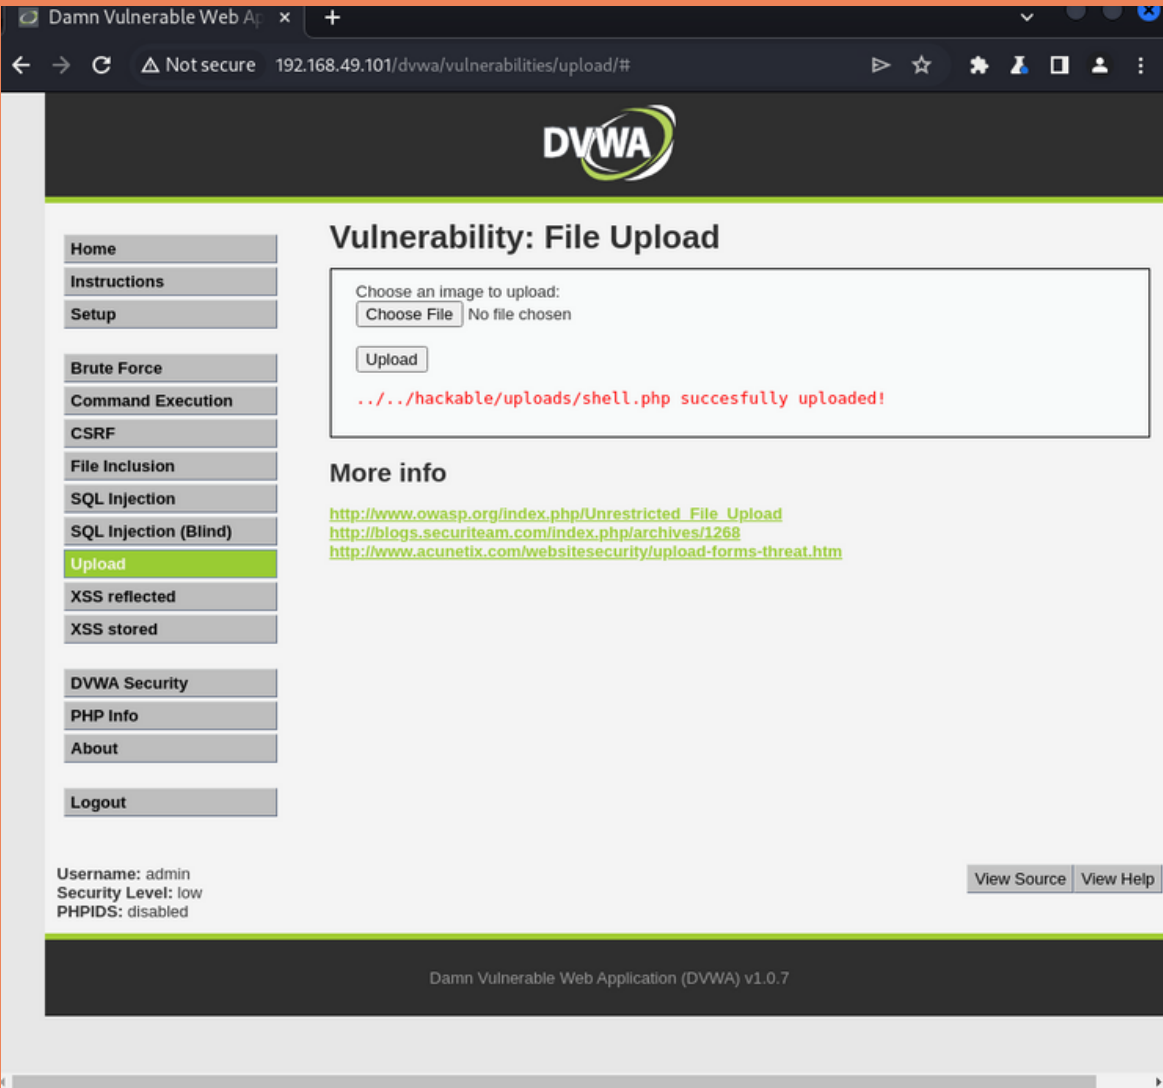 Damn Vulnerable Web Ap
Not secure 192.168.49.101/dvwa/vulnerabilities/upload/#
DVWA
Home
Instructions
Setup
Brute Force
Command Execution
CSRF
File Inclusion
SQL Injection
SQL Injection (Blind)
Upload
XSS reflected
XSS stored
DVWA Security
PHP Info
About
Logout
Vulnerability: File Upload
Choose an image to upload:
Choose File No file chosen
Upload
../../hackable/uploads/shell.php succesfully uploaded!
More info
http://www.owasp.org/index.php/Unrestricted_File_Upload
http://blogs.securiteam.com/index.php/archives/1268
http://www.acunetix.com/websitesecurity/upload-forms-threat.htm
Username: admin
Security Level: low
PHPIDS: disabled
View Source View Help
Damn Vulnerable Web Application (DVWA) v1.0.7